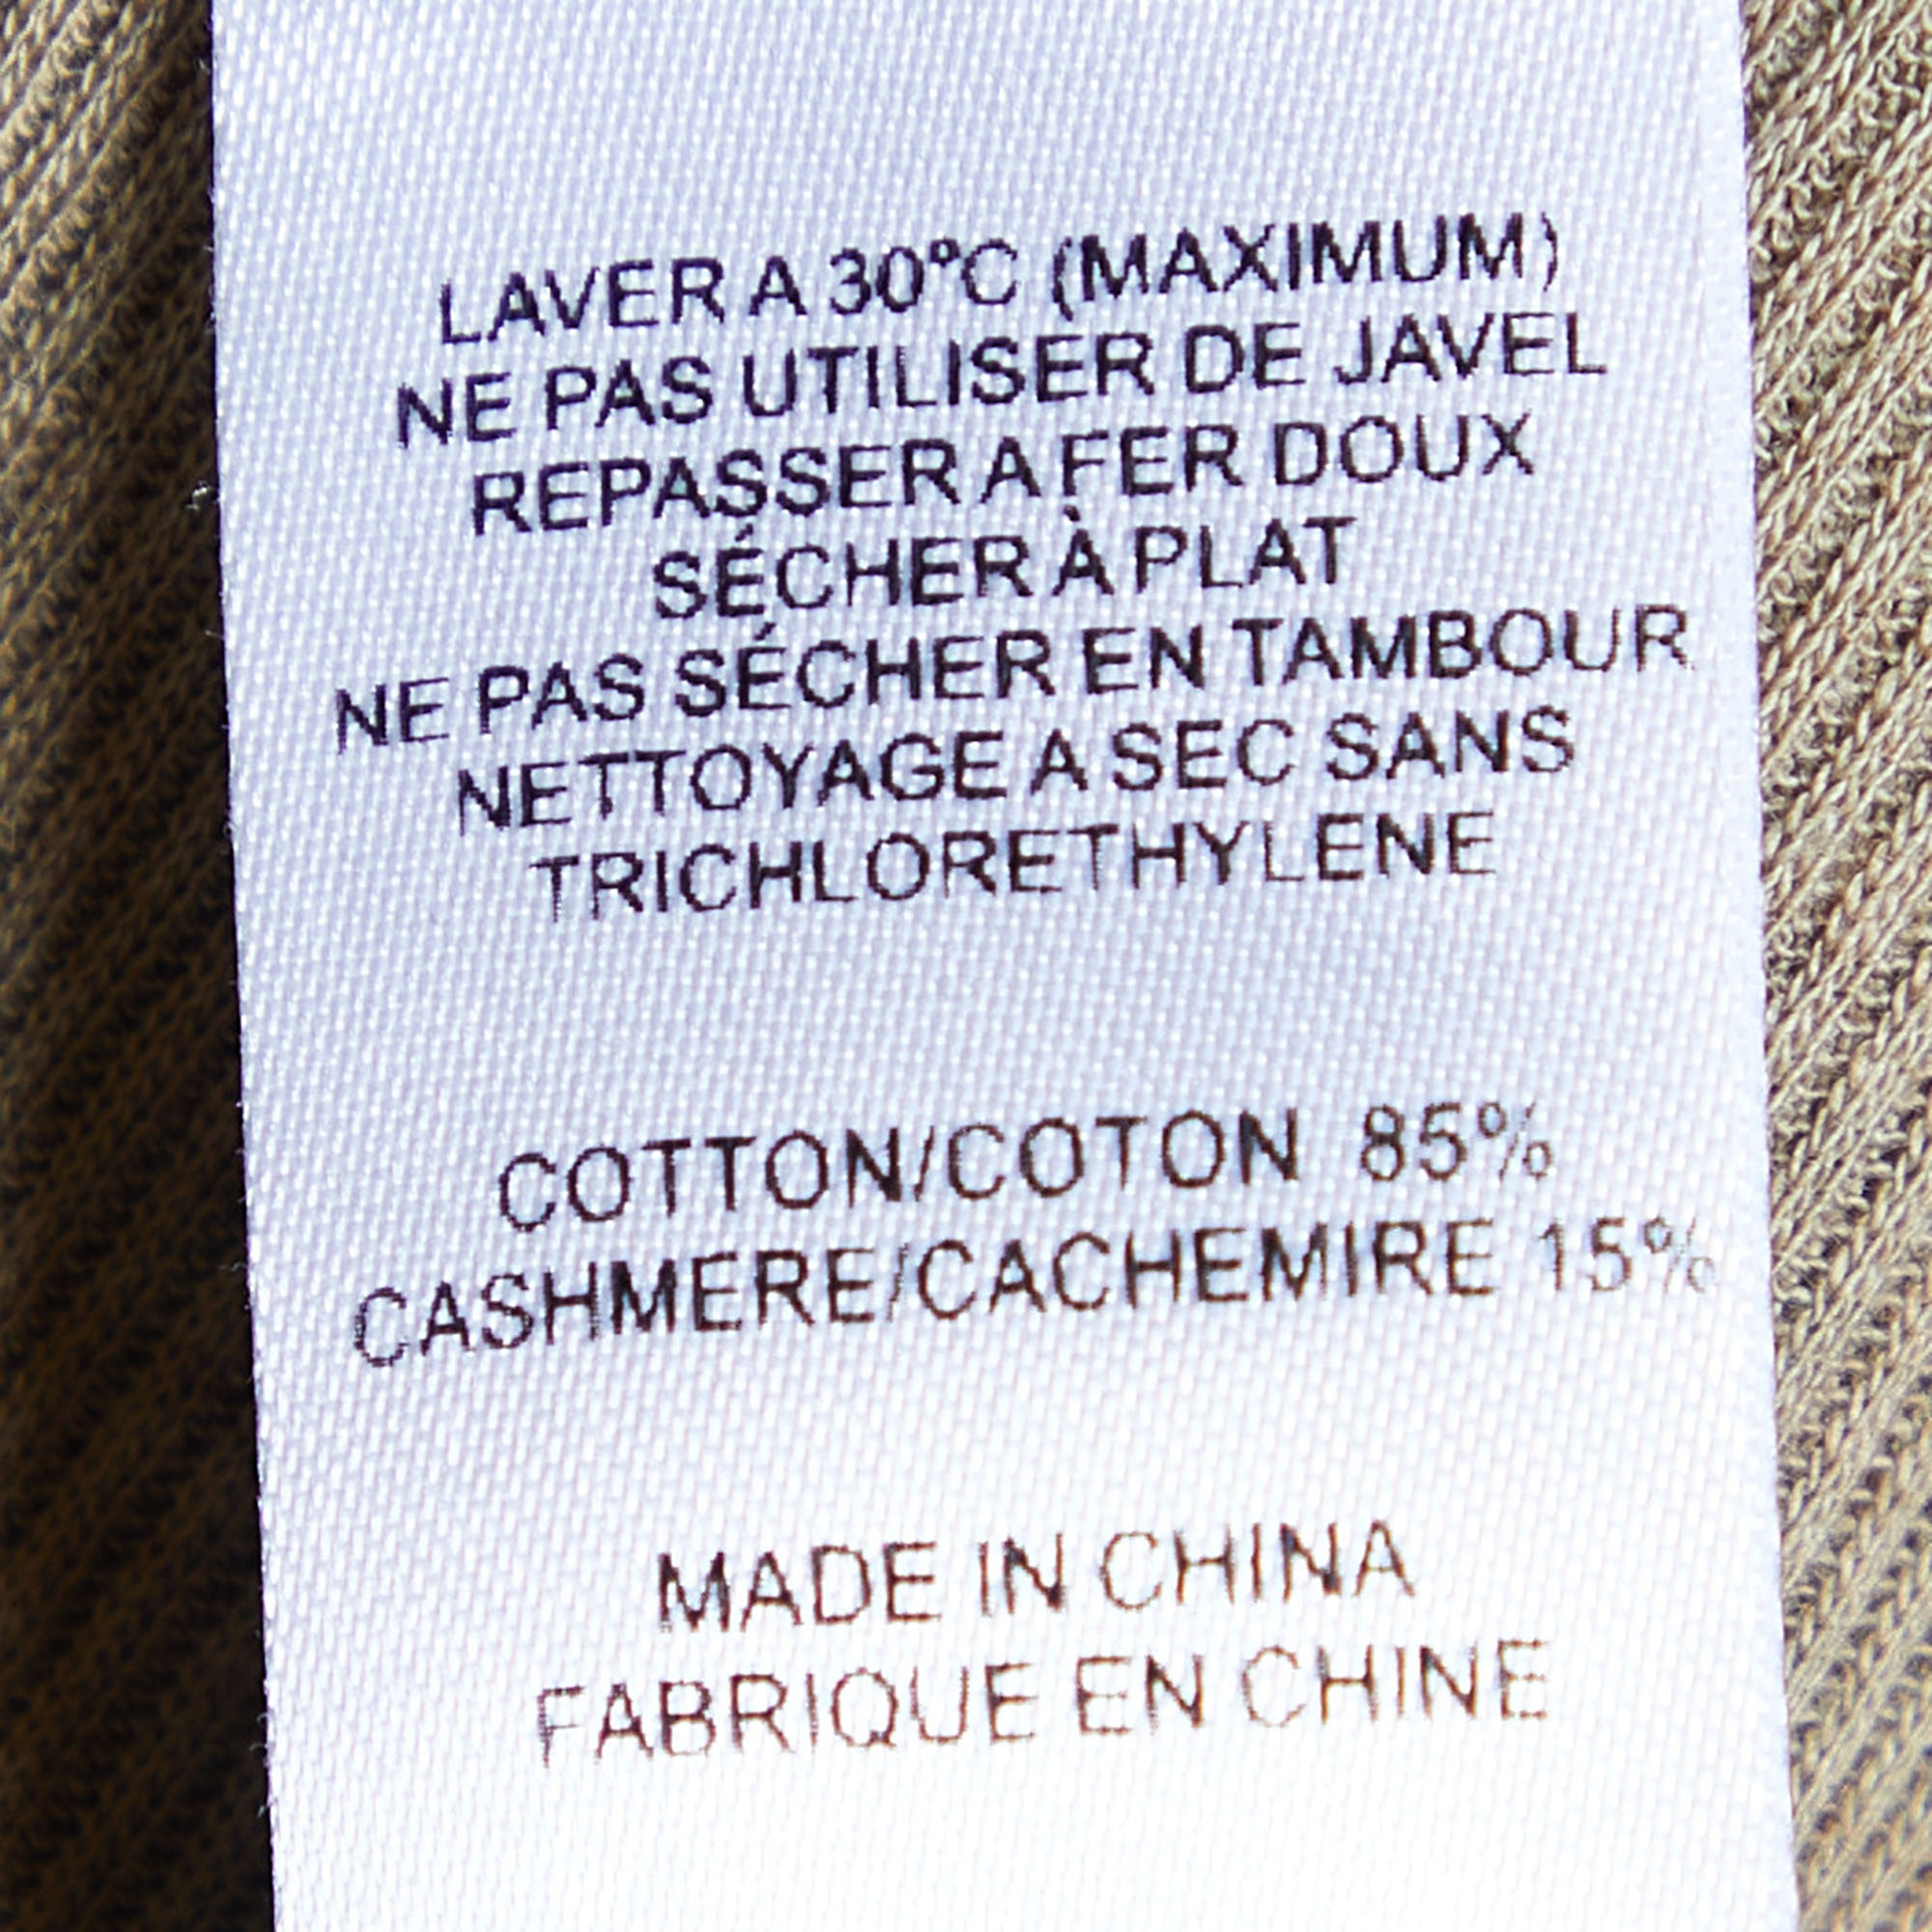 LAVER A 30°C (MAXIMUM)
NE PAS UTILISER DE JAVEL
REPASSER A FER DOUX
SÉCHER À PLAT
NE PAS SÉCHER EN TAMBOUR
NETTOYAGE A SEC SANS
TRICHLORETHYLENE
COTTON/COTON 85%
CASHMERE/CACHEMIRE 15%
MADE IN CHINA
FABRIQUE EN CHINE